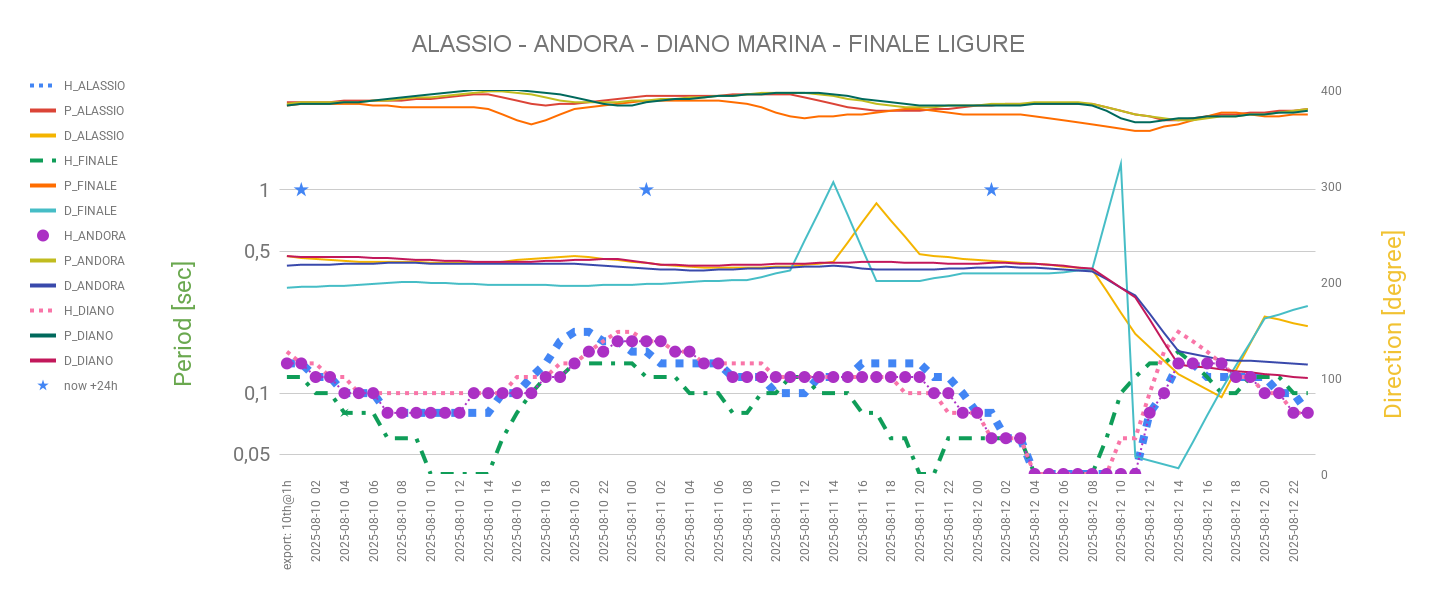 ALASSIO - ANDORA - DIANO MARINA - FINALE LIGURE
H_ALASSIO
P_ALASSIO
D_ALASSIO
H_FINALE
P_FINALE
D_FINALE
H_ANDORA
P_ANDORA
D_ANDORA
H_DIANO
P_DIANO
D_DIANO
now +24h
Period [sec]
1
0,5
0,1
0,05
400
300
200
100
0
Direction [degree]
export: 10th@1h
2025-08-10 02
2025-08-10 04
2025-08-10 06
2025-08-10 08
2025-08-10 10
2025-08-10 12
2025-08-10 14
2025-08-10 16
2025-08-10 18
2025-08-10 20
2025-08-10 22
2025-08-11 00
2025-08-11 02
2025-08-11 04
2025-08-11 06
2025-08-11 08
2025-08-11 10
2025-08-11 12
2025-08-11 14
2025-08-11 16
2025-08-11 18
2025-08-11 20
2025-08-11 22
2025-08-12 00
2025-08-12 02
2025-08-12 04
2025-08-12 06
2025-08-12 08
2025-08-12 10
2025-08-12 12
2025-08-12 14
2025-08-12 16
2025-08-12 18
2025-08-12 20
2025-08-12 22